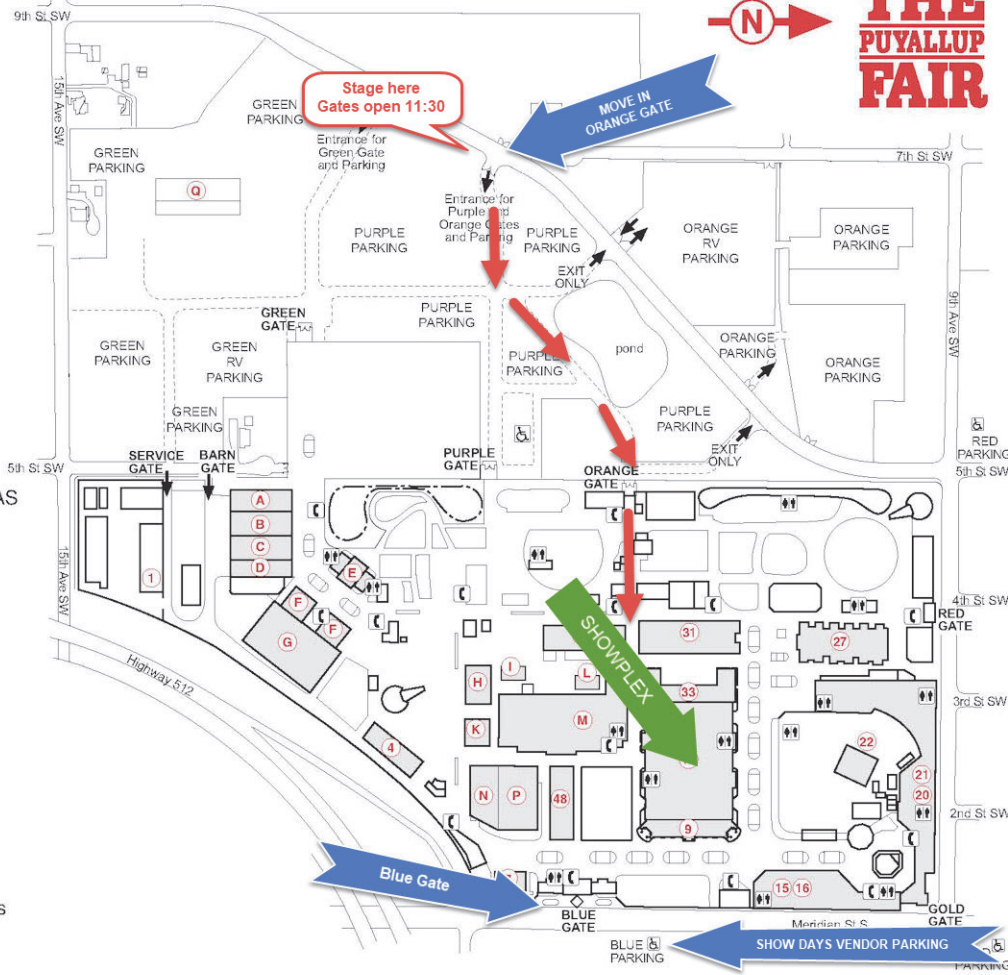 9th St SW
N
THE
PUYALLUP
FAIR
Stage here
Gates open 11:30
MOVE IN
ORANGE GATE
15th Ave SW
GREEN
PARKING
Entrance for
Green Gate
and Parking
GREEN
PARKING
7th St SW
Q
Entrance for
Purple and
Orange Gates
and Parking
PURPLE
PARKING
PURPLE
PARKING
ORANGE
RV
PARKING
ORANGE
PARKING
EXIT
ONLY
GREEN
GATE
PURPLE
PARKING
9th Ave SW
GREEN
PARKING
GREEN
RV
PARKING
PURPLE
PARKING
pond
ORANGE
PARKING
ORANGE
PARKING
GREEN
PARKING
PURPLE
PARKING
RED
PARKING
EXIT
ONLY
SERVICE
GATE
BARN
GATE
PURPLE
GATE
ORANGE
GATE
5th St SW
5th St SW
AS
A
B
C
D
15th Ave SW
1
E
F
F
G
4th St SW
RED
GATE
31
27
SHOWPLEX
Highway 512
I
L
H
33
3rd St SW
K
M
4
22
21
20
N
P
48
9
2nd St SW
Blue Gate
15
16
BLUE
GATE
GOLD
GATE
Meridian St S
S
BLUE
PARKING
SHOW DAYS VENDOR PARKING
PARKING